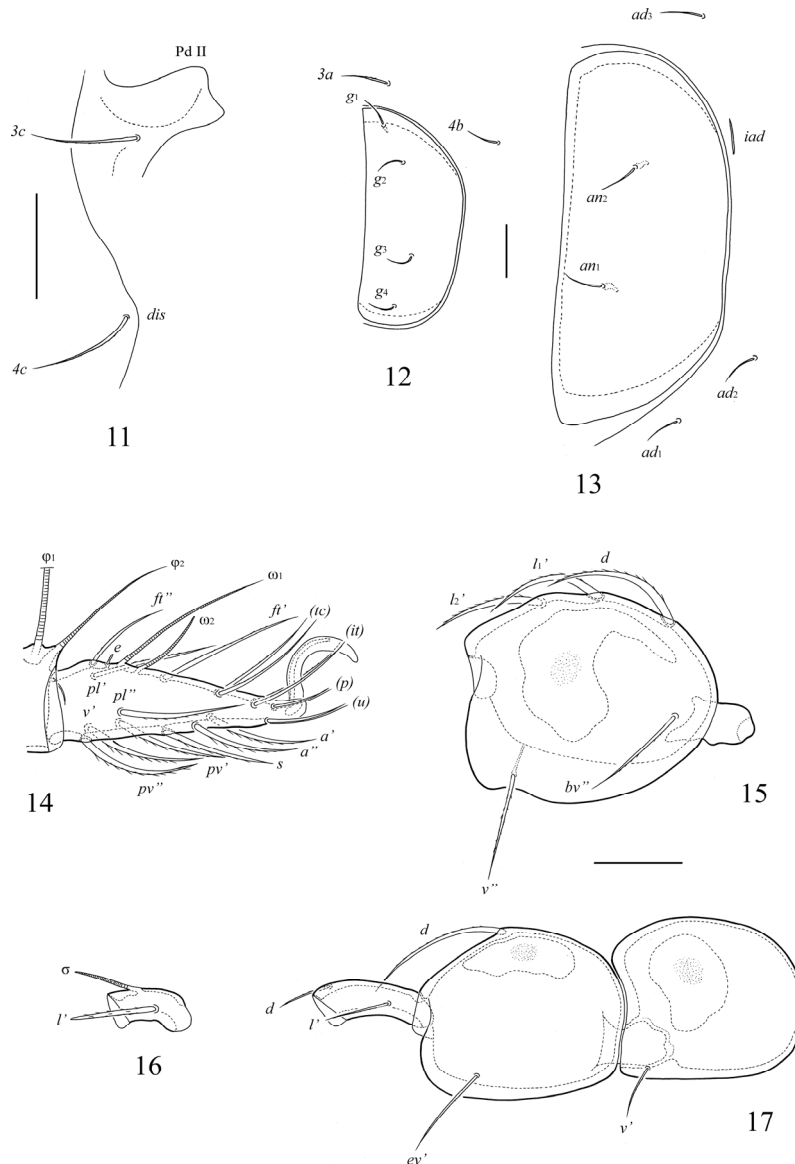 Pd II
3c
dis
4c
11
3a
g1
4b
g2
g3
g4
12
ad3
iad
an2
an1
ad2
ad1
13
φ1
φ2
ω1
ft''
ω2
ft'
(tc)
(it)
e
pl'
pl''
(p)
v'
(u)
a'
a''
s
pv'
pv''
14
l1'
d
l2'
bv''
15
v''
σ
l'
16
d
d
l'
ev'
v'
17